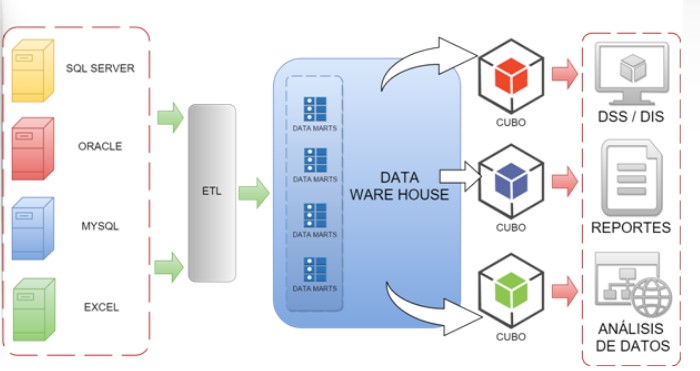 SQL SERVER
ORACLE
MYSQL
EXCEL
ETL
DATA MARTS
DATA MARTS
DATA MARTS
DATA MARTS
DATA
WARE HOUSE
CUBO
CUBO
CUBO
DSS / DIS
REPORTES
ANÁLISIS
DE DATOS